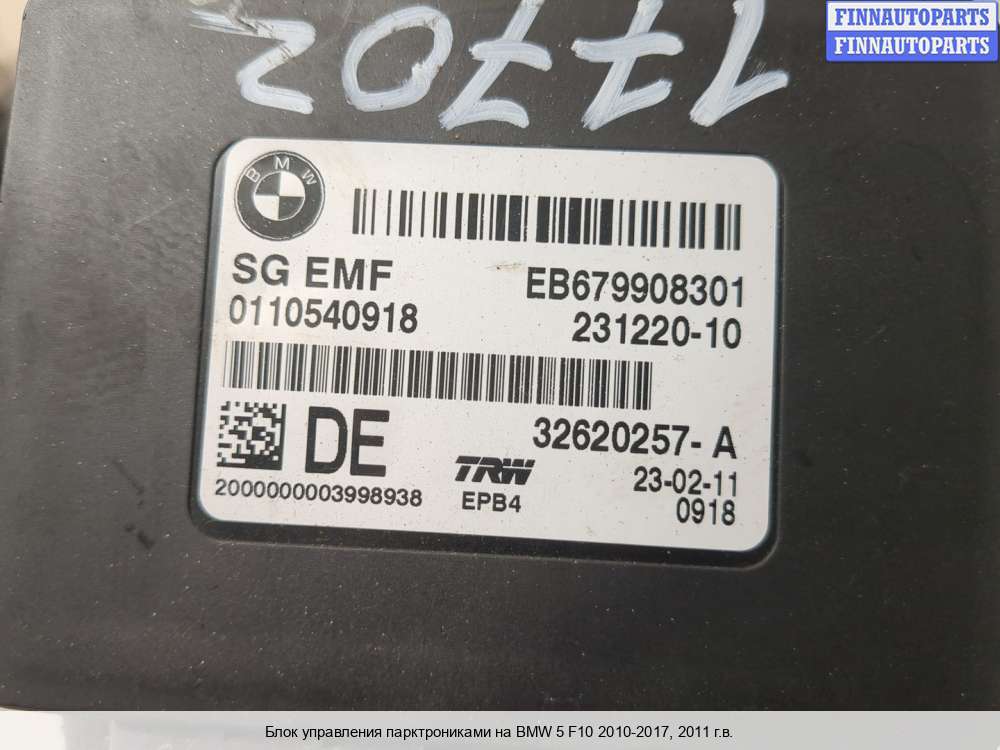 FINNAUTOPARTS
FINNAUTOPARTS
17702
BMW
SG EMF
EB679908301
0110540918
231220-10
DE
32620257-A
TRW
23-02-11
2000000003998938
EPB4
0918
Блок управления парктрониками на BMW 5 F10 2010-2017, 2011 г.в.